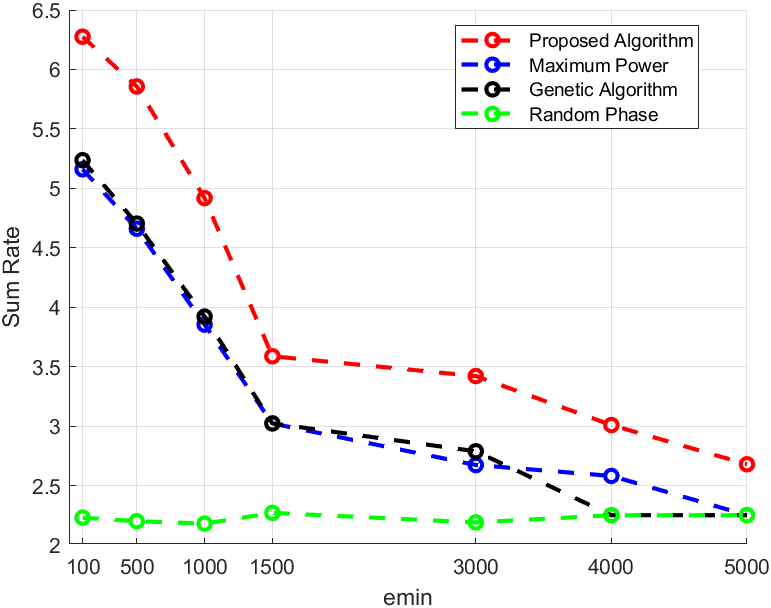 6.5
6
5.5
5
4.5
4
3.5
3
2.5
2
Sum Rate
Proposed Algorithm
Maximum Power
Genetic Algorithm
Random Phase
100 500 1000 1500 3000 4000 5000
emin